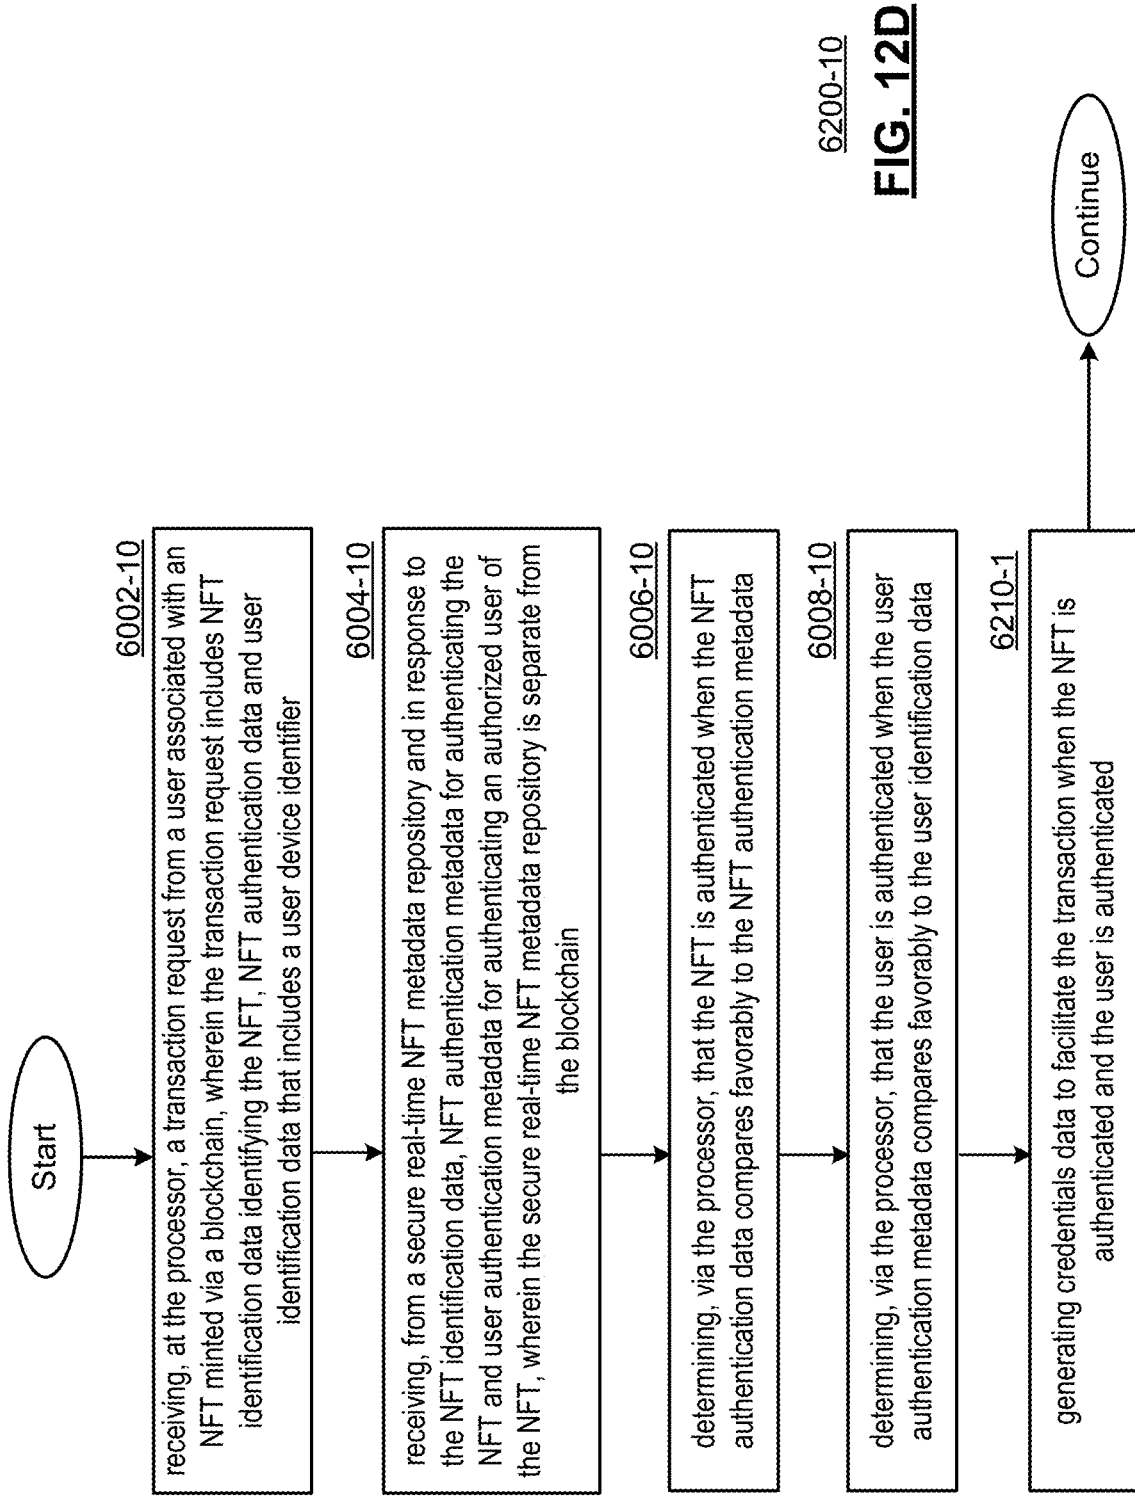 Start
6002-10
receiving, at the processor, a transaction request from a user associated with an
NFT minted via a blockchain, wherein the transaction request includes NFT
identification data identifying the NFT, NFT authentication data and user
identification data that includes a user device identifier
6004-10
receiving, from a secure real-time NFT metadata repository and in response to
the NFT identification data, NFT authentication metadata for authenticating the
NFT and user authentication metadata for authenticating an authorized user of
the NFT, wherein the secure real-time NFT metadata repository is separate from
the blockchain
6006-10
determining, via the processor, that the NFT is authenticated when the NFT
authentication data compares favorably to the NFT authentication metadata
6008-10
determining, via the processor, that the user is authenticated when the user
authentication metadata compares favorably to the user identification data
6210-1
generating credentials data to facilitate the transaction when the NFT is
authenticated and the user is authenticated
Continue
6200-10
FIG. 12D